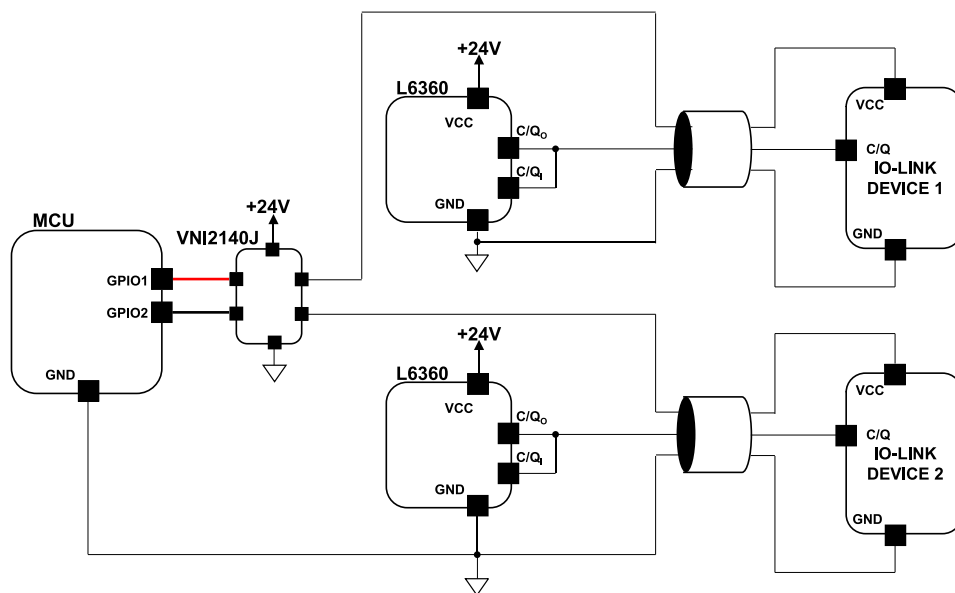 +24V
L6360
VCC
C/Qo
C/QI
GND
VCC
C/Q
IO-LINK
DEVICE 1
GND
MCU
+24V
VNI2140J
GPIO1
GPIO2
GND
+24V
L6360
VCC
C/Qo
C/QI
GND
VCC
C/Q
IO-LINK
DEVICE 2
GND